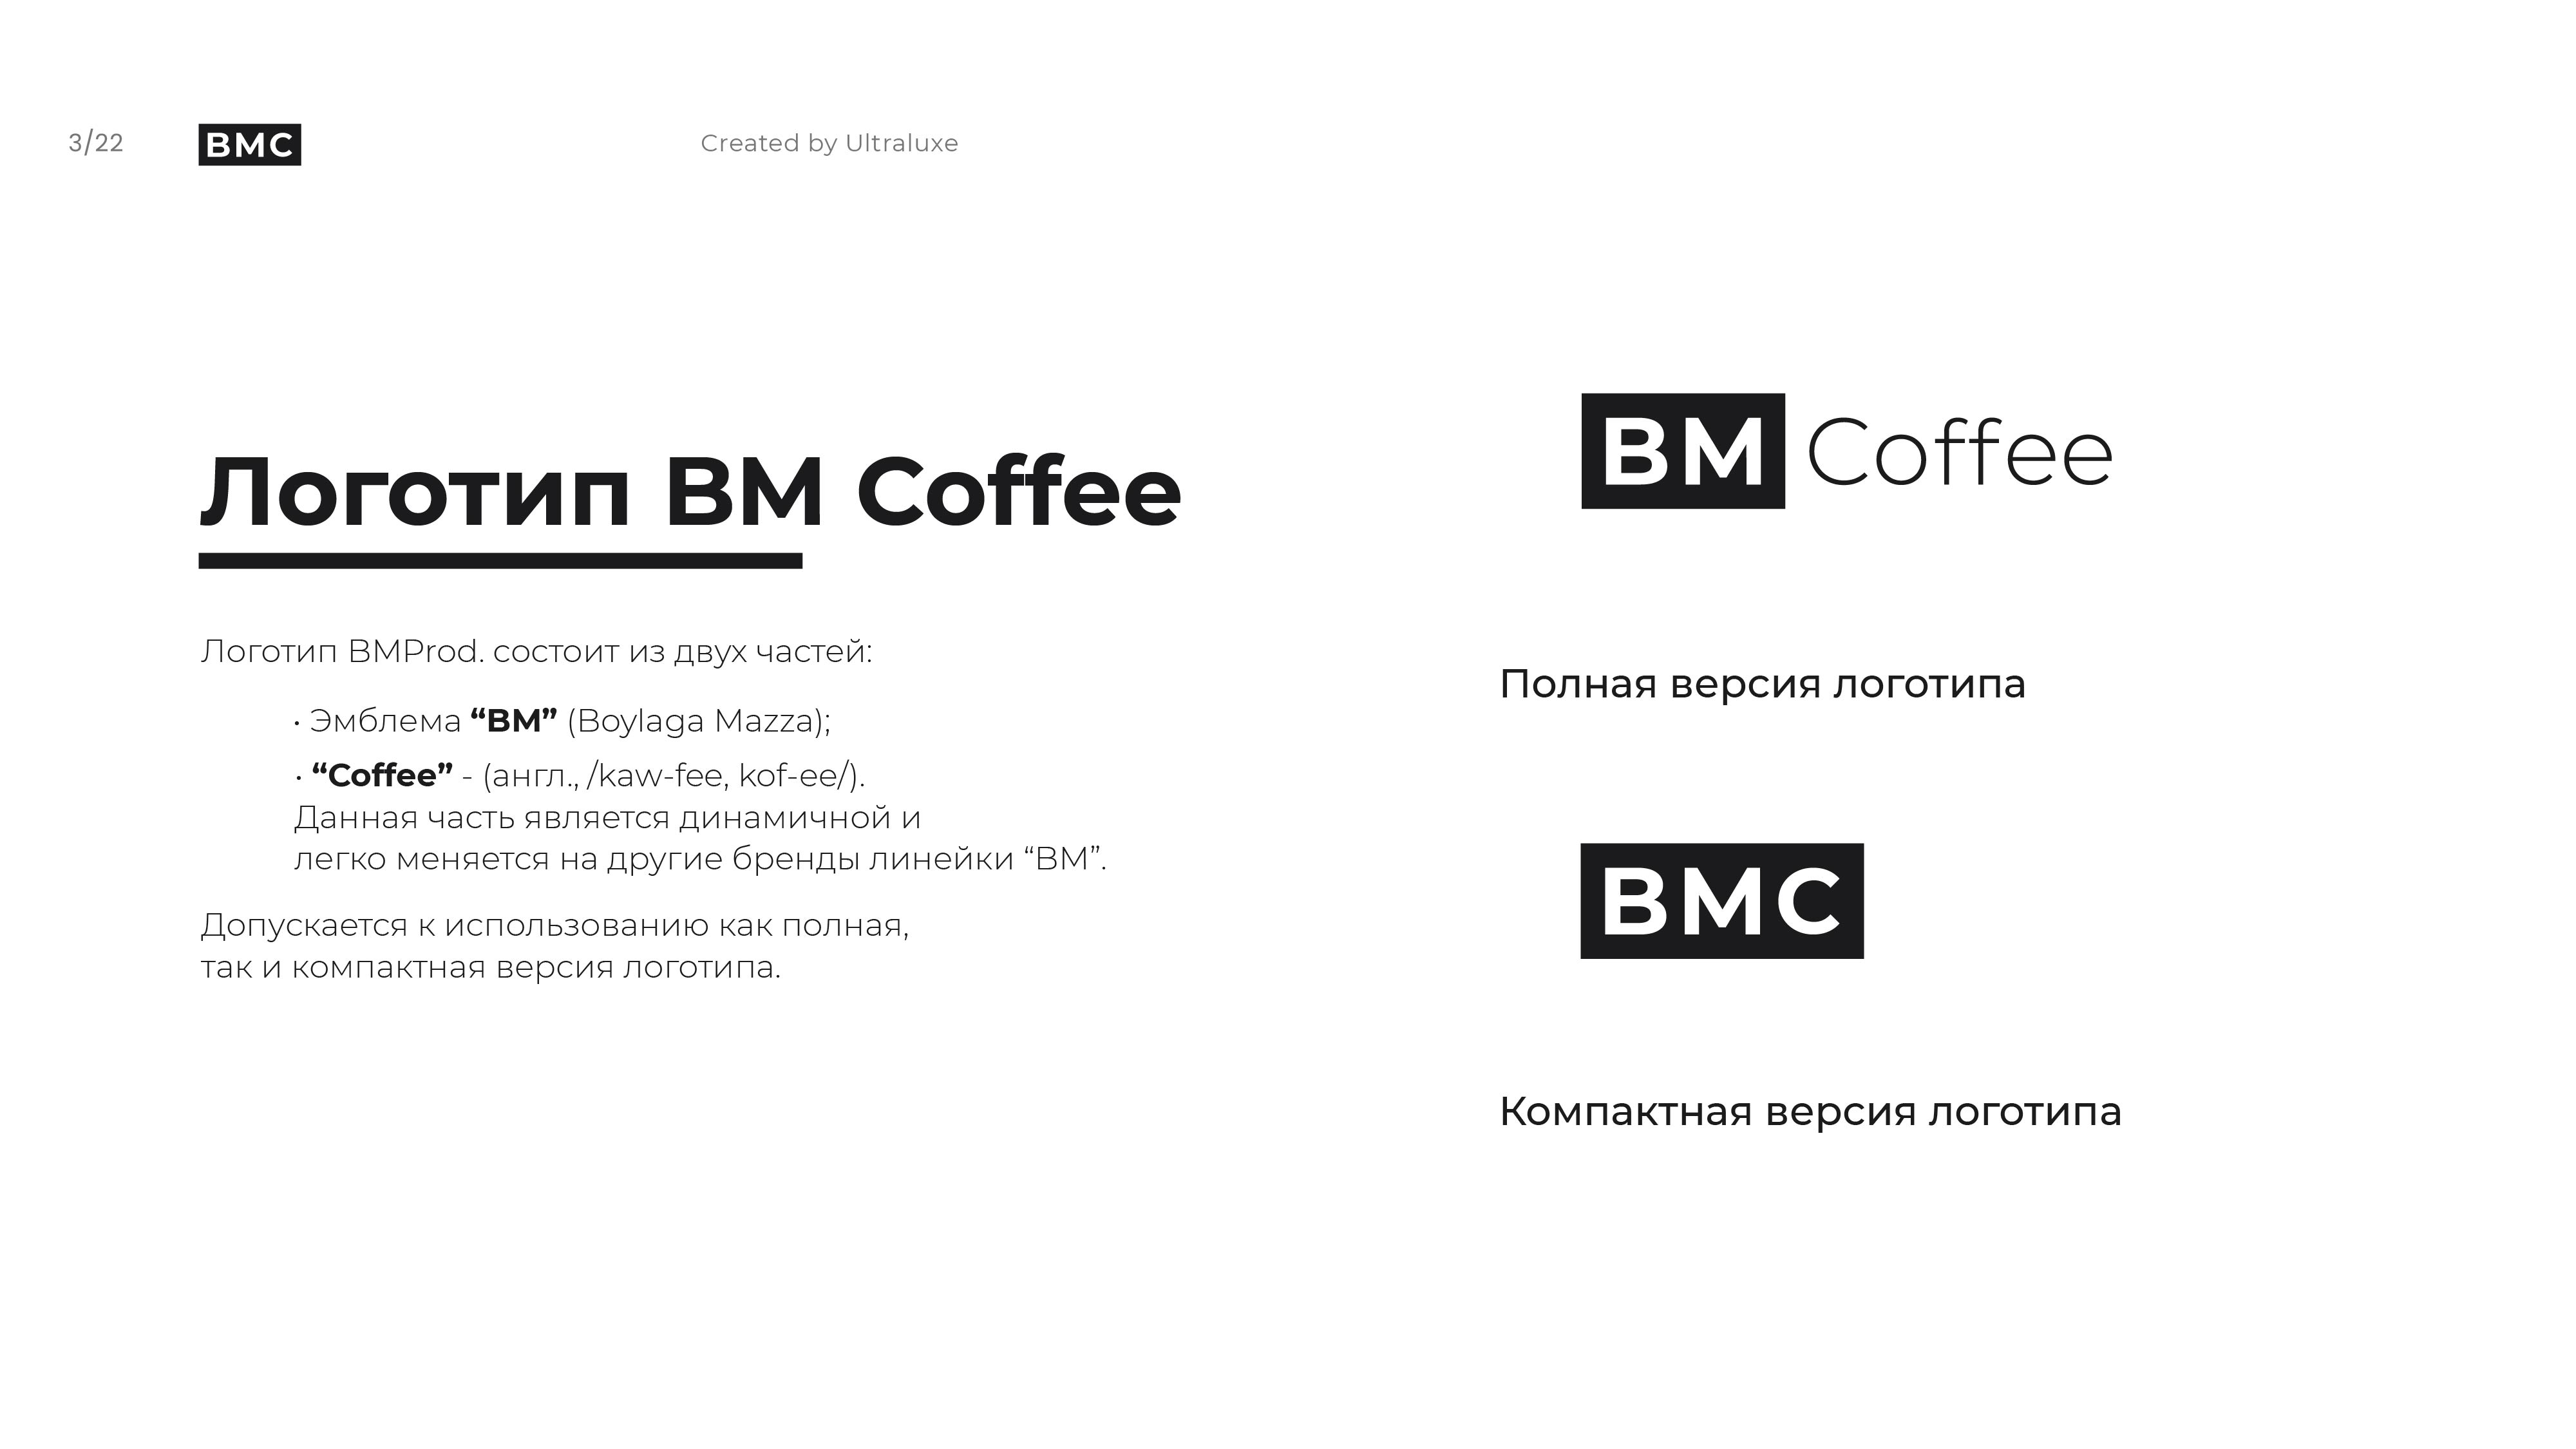 3/22
BMC
Created by Ultraluxe
Логотип BM Coffee
Логотип BMProd. состоит из двух частей:
· Эмблема “BM” (Boylaga Mazza);
· “Coffee” - (англ., /kaw-fee, kof-ee/).
Данная часть является динамичной и
легко меняется на другие бренды линейки “BM”.
Допускается к использованию как полная,
так и компактная версия логотипа.
BM Coffee
Полная версия логотипа
BMC
Компактная версия логотипа